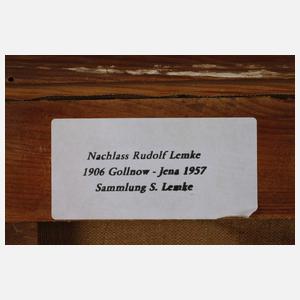 Nachlass Rudolf Lemke
1906 Gollnow - Jena 1957
Sammlung S. Lemke